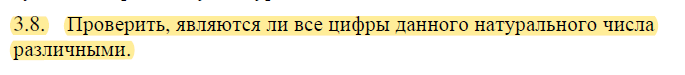 3.8. Проверить, являются ли все цифры данного натурального числа
различными.